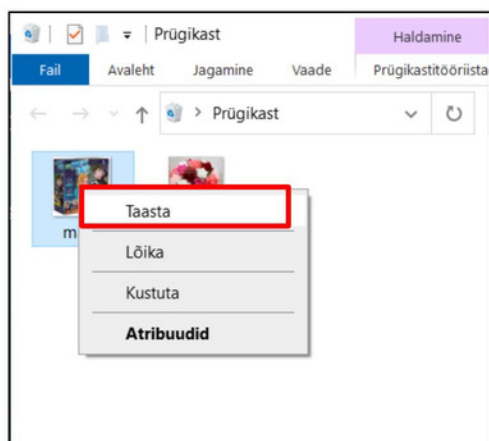 Prügikast
Haldamine
Fail Avaleht Jagamine Vaade Prügikastitööriista
Prügikast
m
Taasta
Lõika
Kustuta
Atribuudid